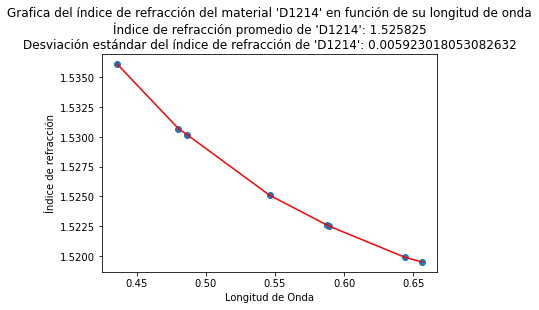 Grafica del índice de refracción del material 'D1214' en función de su longitud de onda
Índice de refracción promedio de 'D1214': 1.525825
Desviación estándar del índice de refracción de 'D1214': 0.005923018053082632
1.5350
1.5325
1.5300
1.5275
1.5250
1.5225
1.5200
Índice de refracción
0.45 0.50 0.55 0.60 0.65
Longitud de Onda